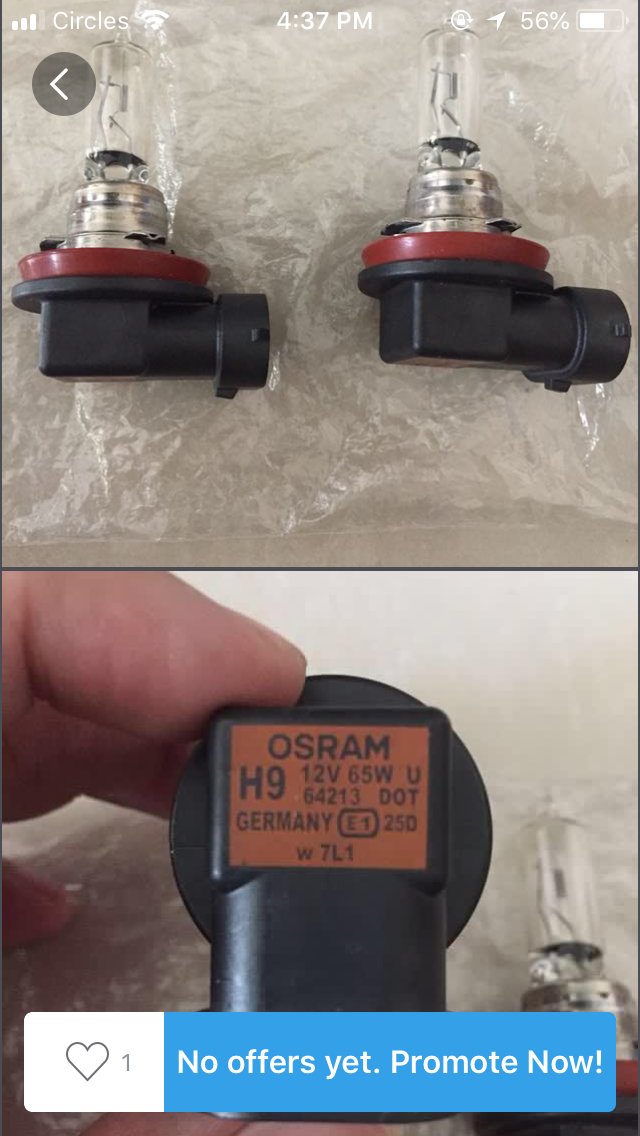 Circles 4:37 PM 56%
OSRAM
H9 12V 65W U
64213 DOT
GERMANY E1 25D
w 7L1
1 No offers yet. Promote Now!